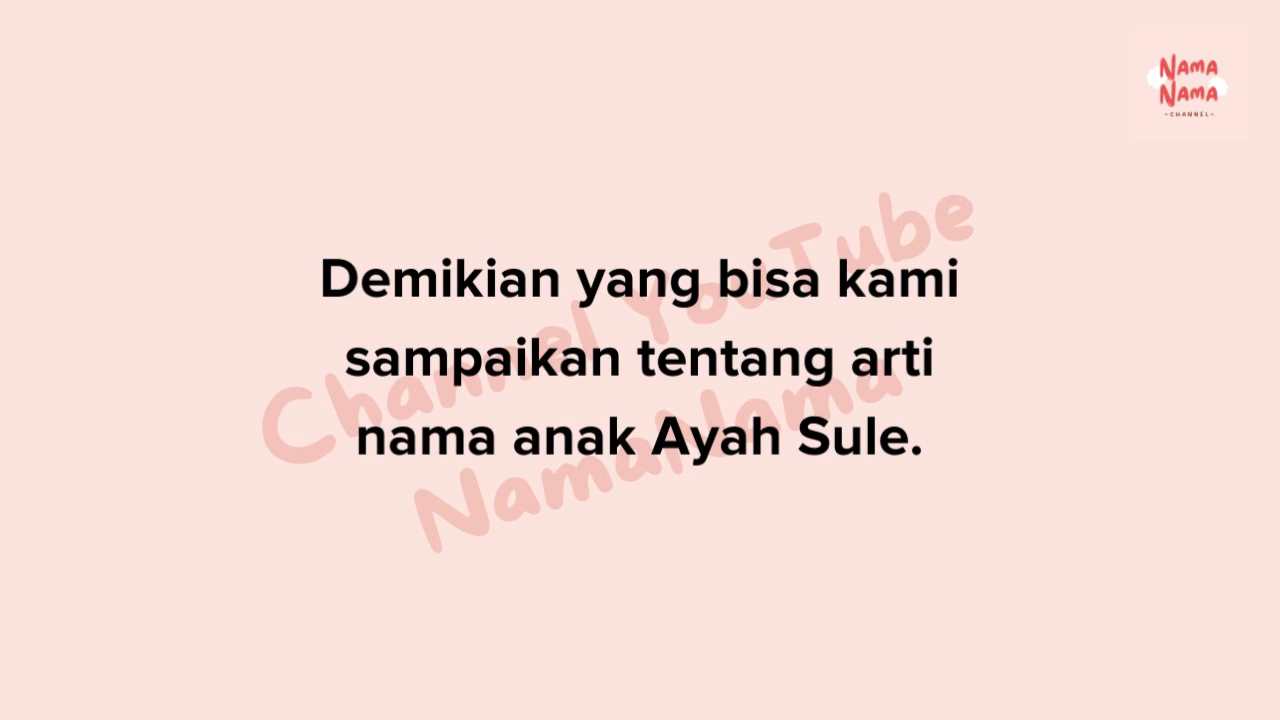 NAMA
NAMA
~CHANNEL~
Channel YouTube
NamaNama
Demikian yang bisa kami
sampaikan tentang arti
nama anak Ayah Sule.